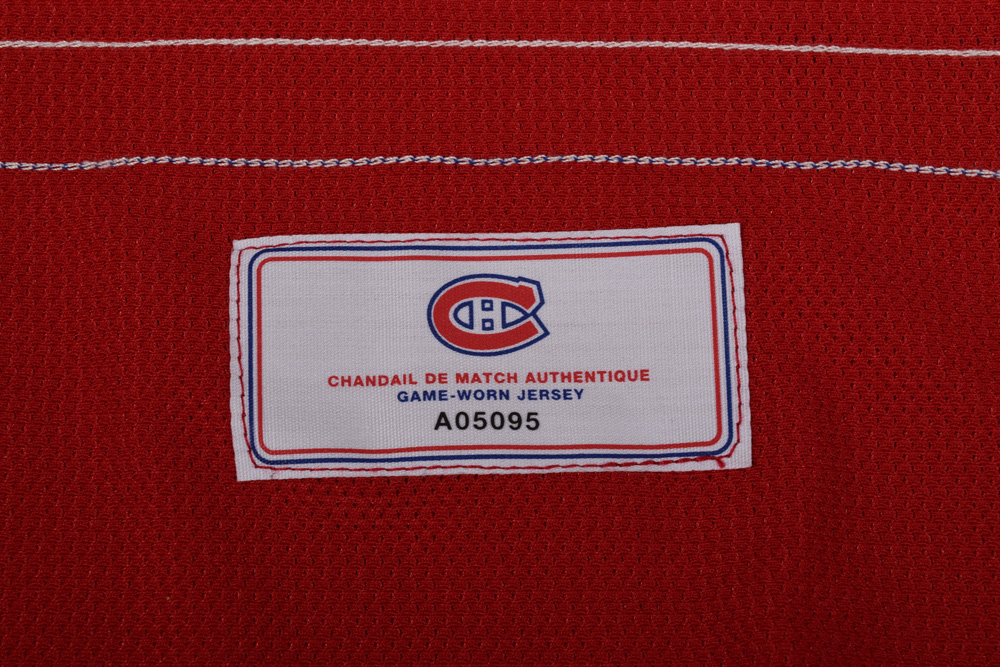 CHANDAIL DE MATCH AUTHENTIQUE
GAME-WORN JERSEY
A05095